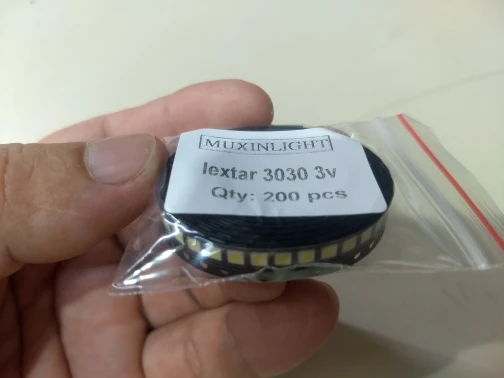 MUXINLIGHT
lextar 3030 3v
Qty: 200 pcs